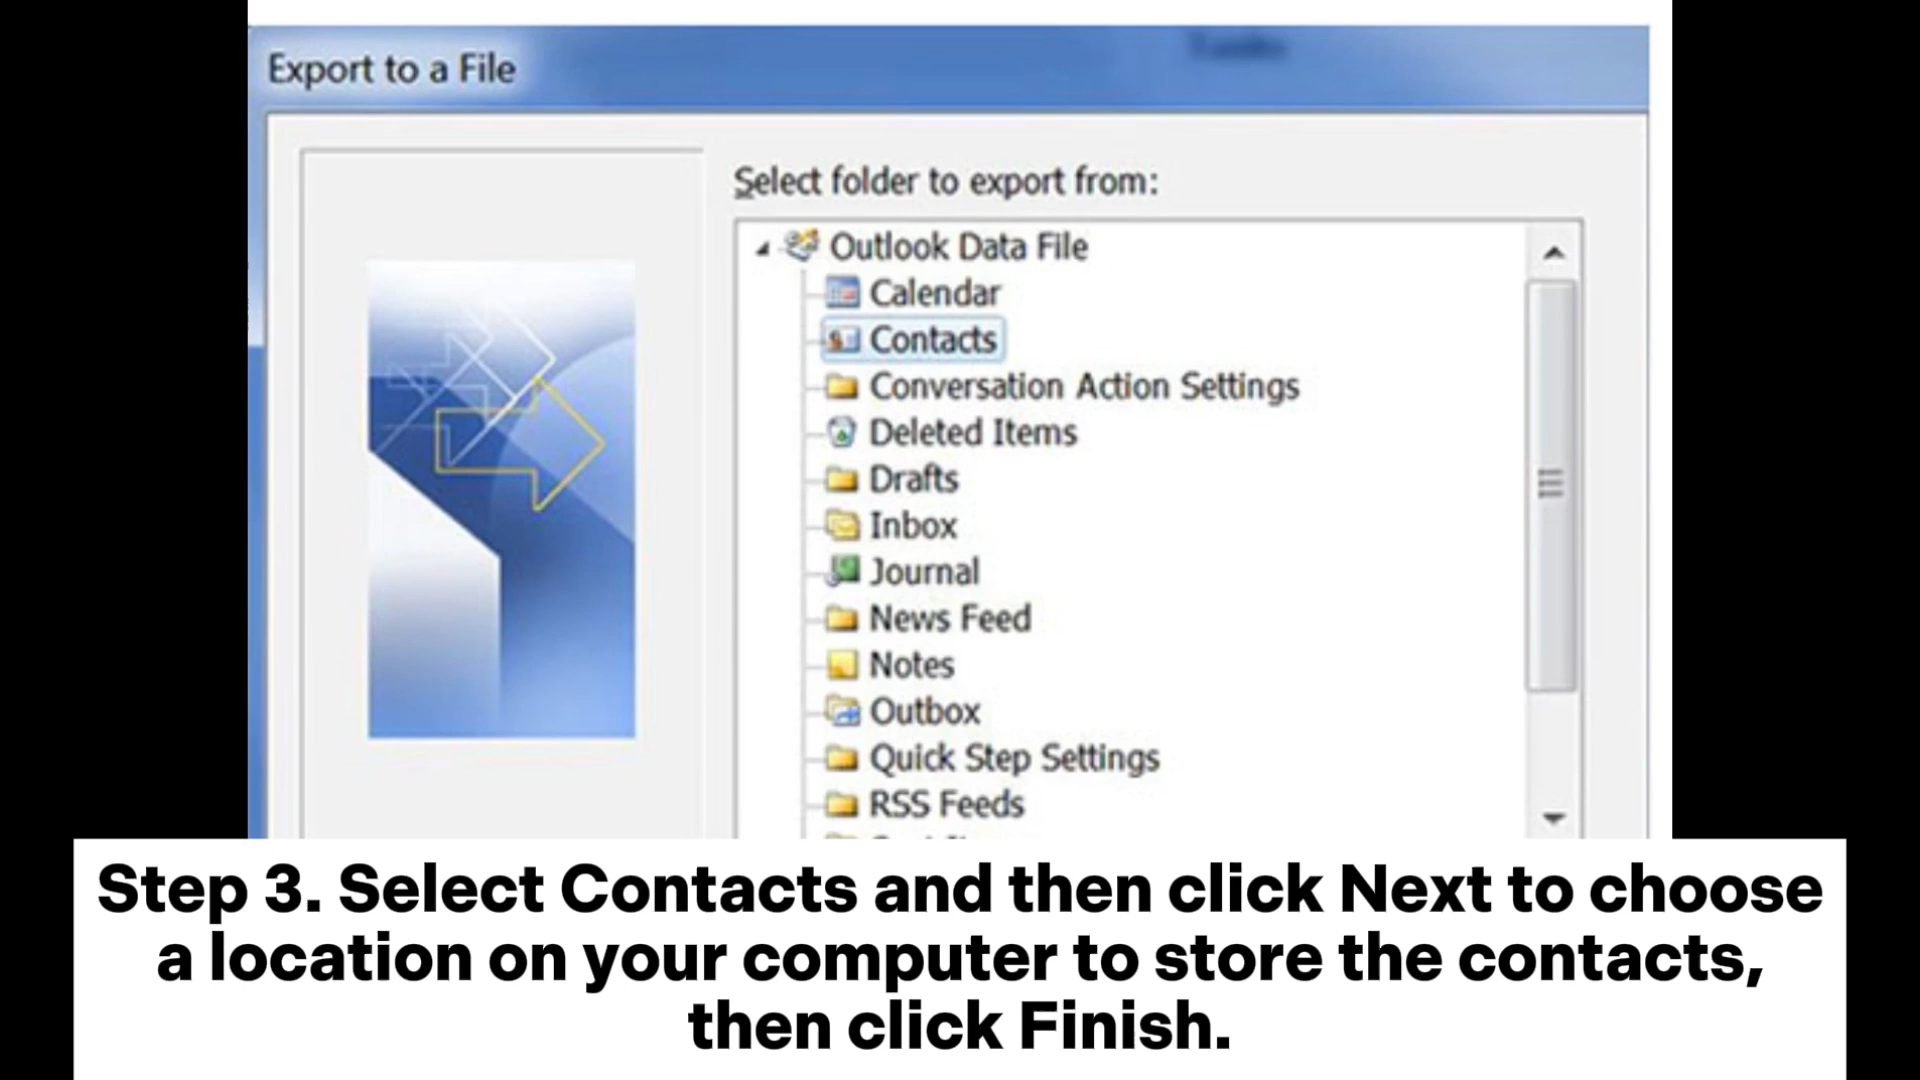 Export to a File
Select folder to export from:
Outlook Data File
Calendar
Contacts
Conversation Action Settings
Deleted Items
Drafts
Inbox
Journal
News Feed
Notes
Outbox
Quick Step Settings
RSS Feeds
Step 3. Select Contacts and then click Next to choose
a location on your computer to store the contacts,
then click Finish.